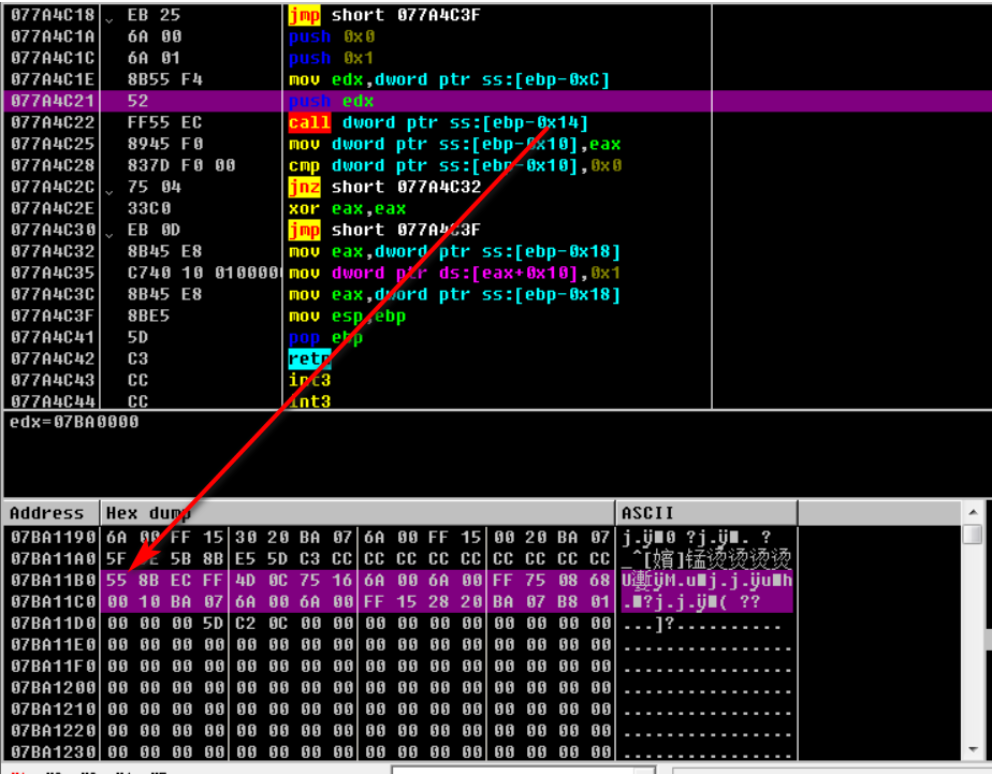 077A4C18 ⌄ EB 25 jmp short 077A4C3F
077A4C1A 6A 00 push 0x0
077A4C1C 6A 01 push 0x1
077A4C1E 8B55 F4 mov edx,dword ptr ss:[ebp-0xC]
077A4C21 52 push edx
077A4C22 FF55 EC call dword ptr ss:[ebp-0x14]
077A4C25 8945 F0 mov dword ptr ss:[ebp-0x10],eax
077A4C28 837D F0 00 cmp dword ptr ss:[ebp-0x10],0x0
077A4C2C ⌄ 75 04 jnz short 077A4C32
077A4C2E 33C0 xor eax,eax
077A4C30 ⌄ EB 0D jmp short 077A4C3F
077A4C32 8B45 E8 mov eax,dword ptr ss:[ebp-0x18]
077A4C35 C740 10 010000 mov dword ptr ds:[eax+0x10],0x1
077A4C3C 8B45 E8 mov eax,dword ptr ss:[ebp-0x18]
077A4C3F 8BE5 mov esp,ebp
077A4C41 5D pop ebp
077A4C42 C3 retn
077A4C43 CC int3
077A4C44 CC int3
edx=07BA0000
Address Hex dump ASCII
07BA1190 6A 00 FF 15 30 20 BA 07 6A 00 FF 15 00 20 BA 07 j.ÿ■0 ?j.ÿ■. ?
07BA11A0 5F 5E 5B 8B E5 5D C3 CC CC CC CC CC CC CC CC CC _^[嬪]锰烫烫烫烫
07BA11B0 55 8B EC FF 4D 0C 75 16 6A 00 6A 00 FF 75 08 68 U嬱ÿM.u■j.j.ÿu■h
07BA11C0 00 10 BA 07 6A 00 6A 00 FF 15 28 20 BA 07 B8 01 .■?j.j.ÿ■( ??
07BA11D0 00 00 00 5D C2 0C 00 00 00 00 00 00 00 00 00 00 ...]?..........
07BA11E0 00 00 00 00 00 00 00 00 00 00 00 00 00 00 00 00 ................
07BA11F0 00 00 00 00 00 00 00 00 00 00 00 00 00 00 00 00 ................
07BA1200 00 00 00 00 00 00 00 00 00 00 00 00 00 00 00 00 ................
07BA1210 00 00 00 00 00 00 00 00 00 00 00 00 00 00 00 00 ................
07BA1220 00 00 00 00 00 00 00 00 00 00 00 00 00 00 00 00 ................
07BA1230 00 00 00 00 00 00 00 00 00 00 00 00 00 00 00 00 ................